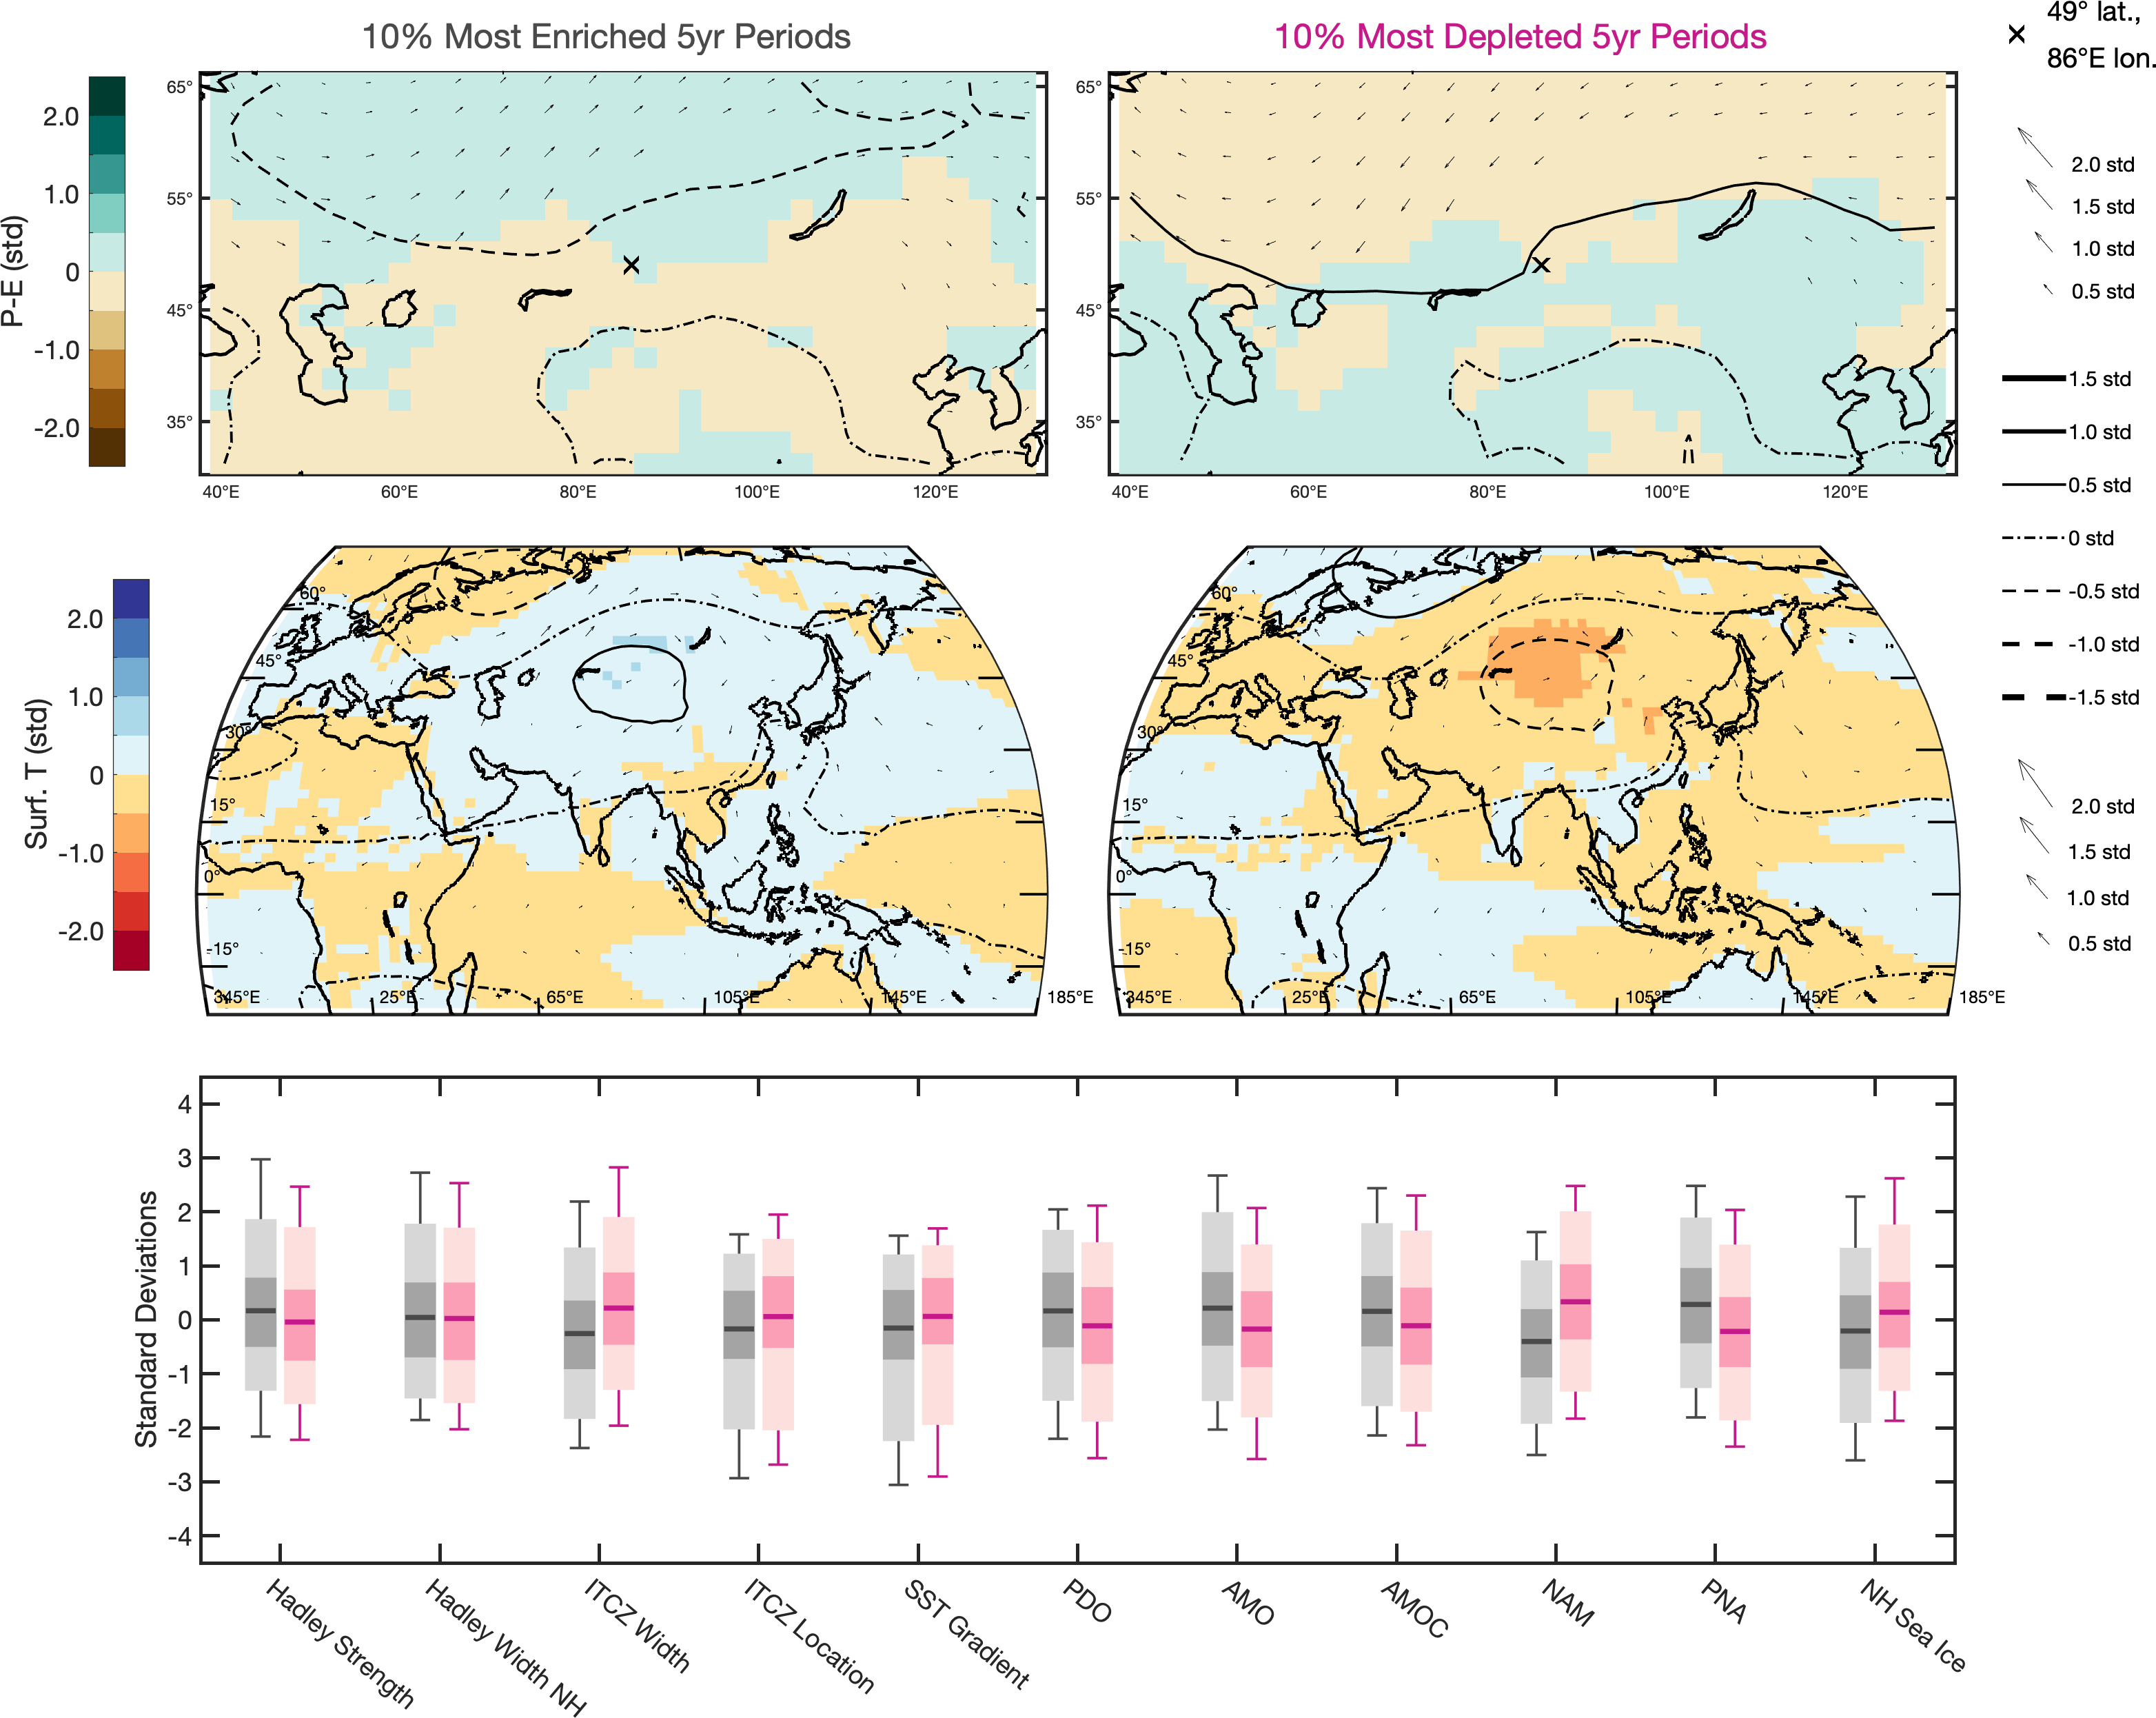 10% Most Enriched 5yr Periods
10% Most Depleted 5yr Periods
49° lat.,
86°E lon.
P-E (std)
2.0
1.0
0
-1.0
-2.0
65°
55°
45°
35°
40°E 60°E 80°E 100°E 120°E
65°
55°
45°
35°
40°E 60°E 80°E 100°E 120°E
2.0 std
1.5 std
1.0 std
0.5 std
1.5 std
1.0 std
0.5 std
0 std
-0.5 std
-1.0 std
-1.5 std
Surf. T (std)
2.0
1.0
0
-1.0
-2.0
60°
45°
30°
15°
0°
-15°
345°E 25°E 65°E 105°E 145°E 185°E
60°
45°
30°
15°
0°
-15°
345°E 25°E 65°E 105°E 145°E 185°E
2.0 std
1.5 std
1.0 std
0.5 std
Standard Deviations
4
3
2
1
0
-1
-2
-3
-4
Hadley Strength
Hadley Width NH
ITCZ Width
ITCZ Location
SST Gradient
PDO
AMO
AMOC
NAM
PNA
NH Sea Ice